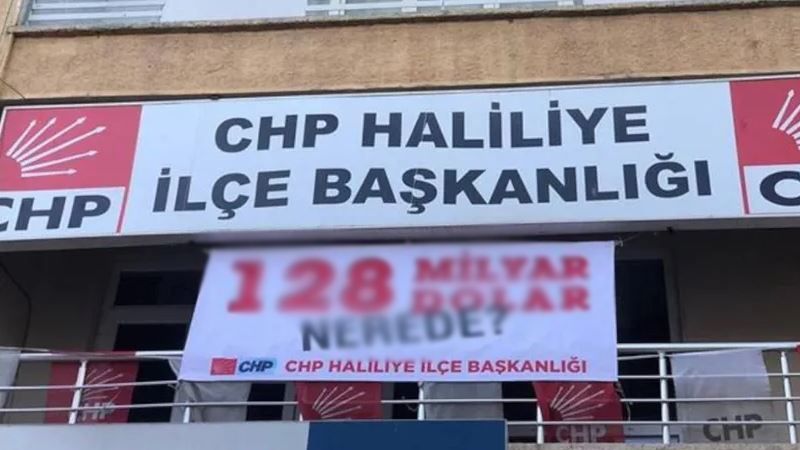 CHP HALİLİYE
İLÇE BAŞKANLIĞI
CHP
128 MİLYAR
DOLAR
NEREDE?
CHP CHP HALİLİYE İLÇE BAŞKANLIĞI
CHP
CHP
CHP